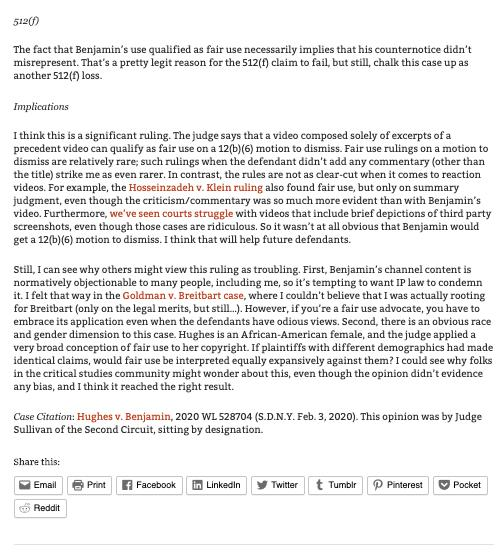 512(f)
The fact that Benjamin's use qualified as fair use necessarily implies that his counternotice didn't
misrepresent. That's a pretty legit reason for the 512(f) claim to fail, but still, chalk this case up as
another 512(f) loss.
Implications
I think this is a significant ruling. The judge says that a video composed solely of excerpts of a
precedent video can qualify as fair use on a 12(b)(6) motion to dismiss. Fair use rulings on a motion to
dismiss are relatively rare; such rulings when the defendant didn't add any commentary (other than
the title) strike me as even rarer. In contrast, the rules are not as clear-cut when it comes to reaction
videos. For example, the Hosseinzadeh v. Klein ruling also found fair use, but only on summary
judgment, even though the criticism/commentary was so much more evident than with Benjamin's
video. Furthermore, we've seen courts struggle with videos that include brief depictions of third party
screenshots, even though those cases are ridiculous. So it wasn't at all obvious that Benjamin would
get a 12(b)(6) motion to dismiss. I think that will help future defendants.
Still, I can see why others might view this ruling as troubling. First, Benjamin's channel content is
normatively objectionable to many people, including me, so it's tempting to want IP law to condemn
it. I felt that way in the Goldman v. Breitbart case, where I couldn't believe that I was actually rooting
for Breitbart (only on the legal merits, but still...). However, if you're a fair use advocate, you have to
embrace its application even when the defendants have odious views. Second, there is an obvious race
and gender dimension to this case. Hughes is an African-American female, and the judge applied a
very broad conception of fair use to her copyright. If plaintiffs with different demographics had made
identical claims, would fair use be interpreted equally expansively against them? I could see why folks
in the critical studies community might wonder about this, even though the opinion didn't evidence
any bias, and I think it reached the right result.
Case Citation: Hughes v. Benjamin, 2020 WL 528704 (S.D.N.Y. Feb. 3, 2020). This opinion was by Judge
Sullivan of the Second Circuit, sitting by designation.
Share this:
Email Print Facebook LinkedIn Twitter Tumblr Pinterest Pocket
Reddit